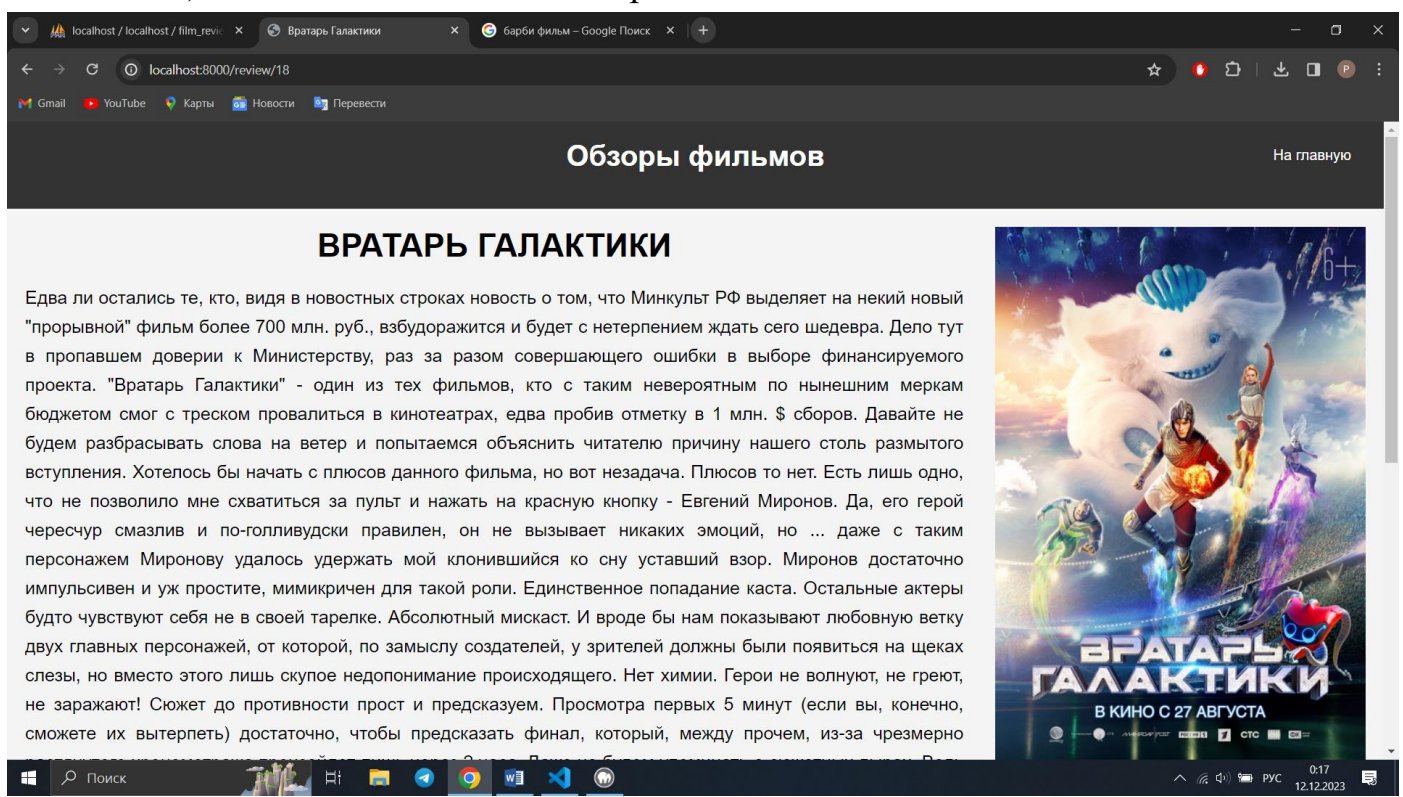 localhost / localhost / film_revie
Вратарь Галактики
барби фильм – Google Поиск
localhost:8000/review/18
P
Gmail
YouTube
Карты
Новости
Перевести
Обзоры фильмов
На главную
ВРАТАРЬ ГАЛАКТИКИ
Едва ли остались те, кто, видя в новостных строках новость о том, что Минкульт РФ выделяет на некий новый
"прорывной" фильм более 700 млн. руб., взбудоражится и будет с нетерпением ждать сего шедевра. Дело тут
в пропавшем доверии к Министерству, раз за разом совершающего ошибки в выборе финансируемого
проекта. "Вратарь Галактики" - один из тех фильмов, кто с таким невероятным по нынешним меркам
бюджетом смог с треском провалиться в кинотеатрах, едва пробив отметку в 1 млн. $ сборов. Давайте не
будем разбрасывать слова на ветер и попытаемся объяснить читателю причину нашего столь размытого
вступления. Хотелось бы начать с плюсов данного фильма, но вот незадача. Плюсов то нет. Есть лишь одно,
что не позволило мне схватиться за пульт и нажать на красную кнопку - Евгений Миронов. Да, его герой
чересчур смазлив и по-голливудски правилен, он не вызывает никаких эмоций, но ... даже с таким
персонажем Миронову удалось удержать мой клонившийся ко сну уставший взор. Миронов достаточно
импульсивен и уж простите, мимикричен для такой роли. Единственное попадание каста. Остальные актеры
будто чувствуют себя не в своей тарелке. Абсолютный мискаст. И вроде бы нам показывают любовную ветку
двух главных персонажей, от которой, по замыслу создателей, у зрителей должны были появиться на щеках
слезы, но вместо этого лишь скупое недопонимание происходящего. Нет химии. Герои не волнуют, не греют,
не заражают! Сюжет до противности прост и предсказуем. Просмотра первых 5 минут (если вы, конечно,
сможете их вытерпеть) достаточно, чтобы предсказать финал, который, между прочем, из-за чрезмерно
6+
ВРАТАРЬ
ГАЛАКТИКИ
В КИНО С 27 АВГУСТА
СТС
Поиск
РУС
0:17
12.12.2023